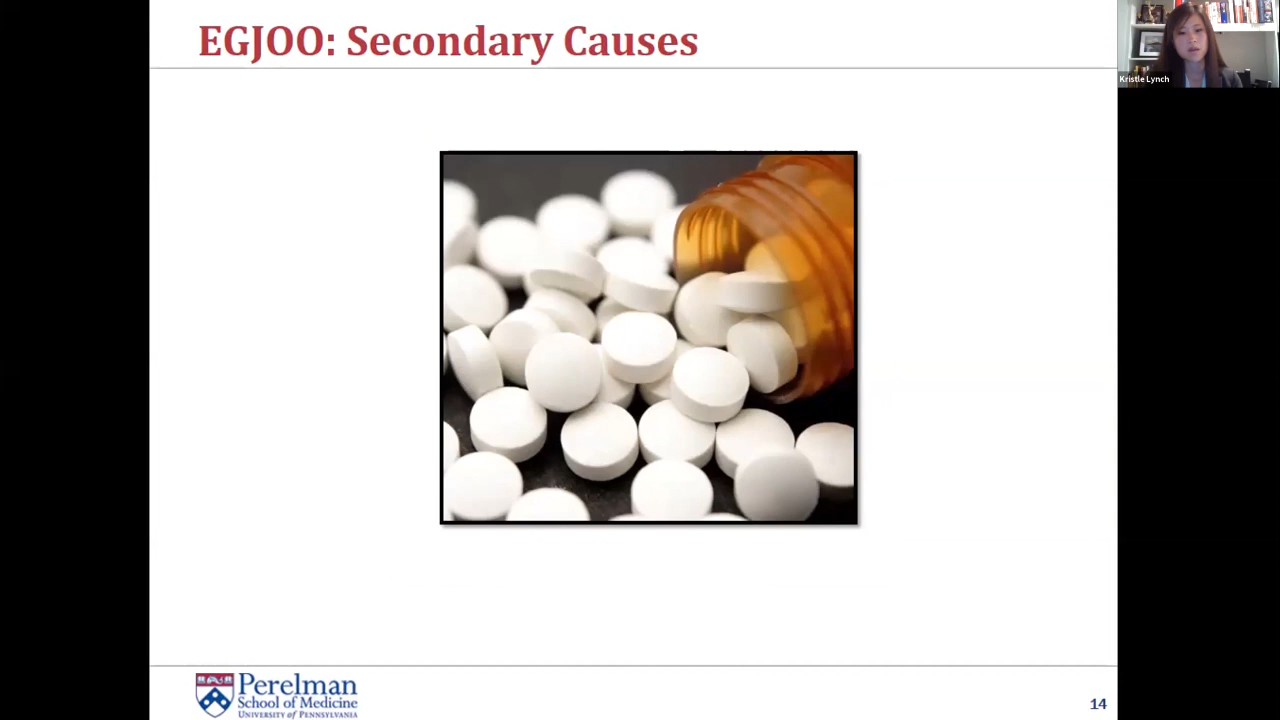 EGJOO: Secondary Causes
Kristle Lynch
Perelman
School of Medicine
UNIVERSITY of PENNSYLVANIA
14